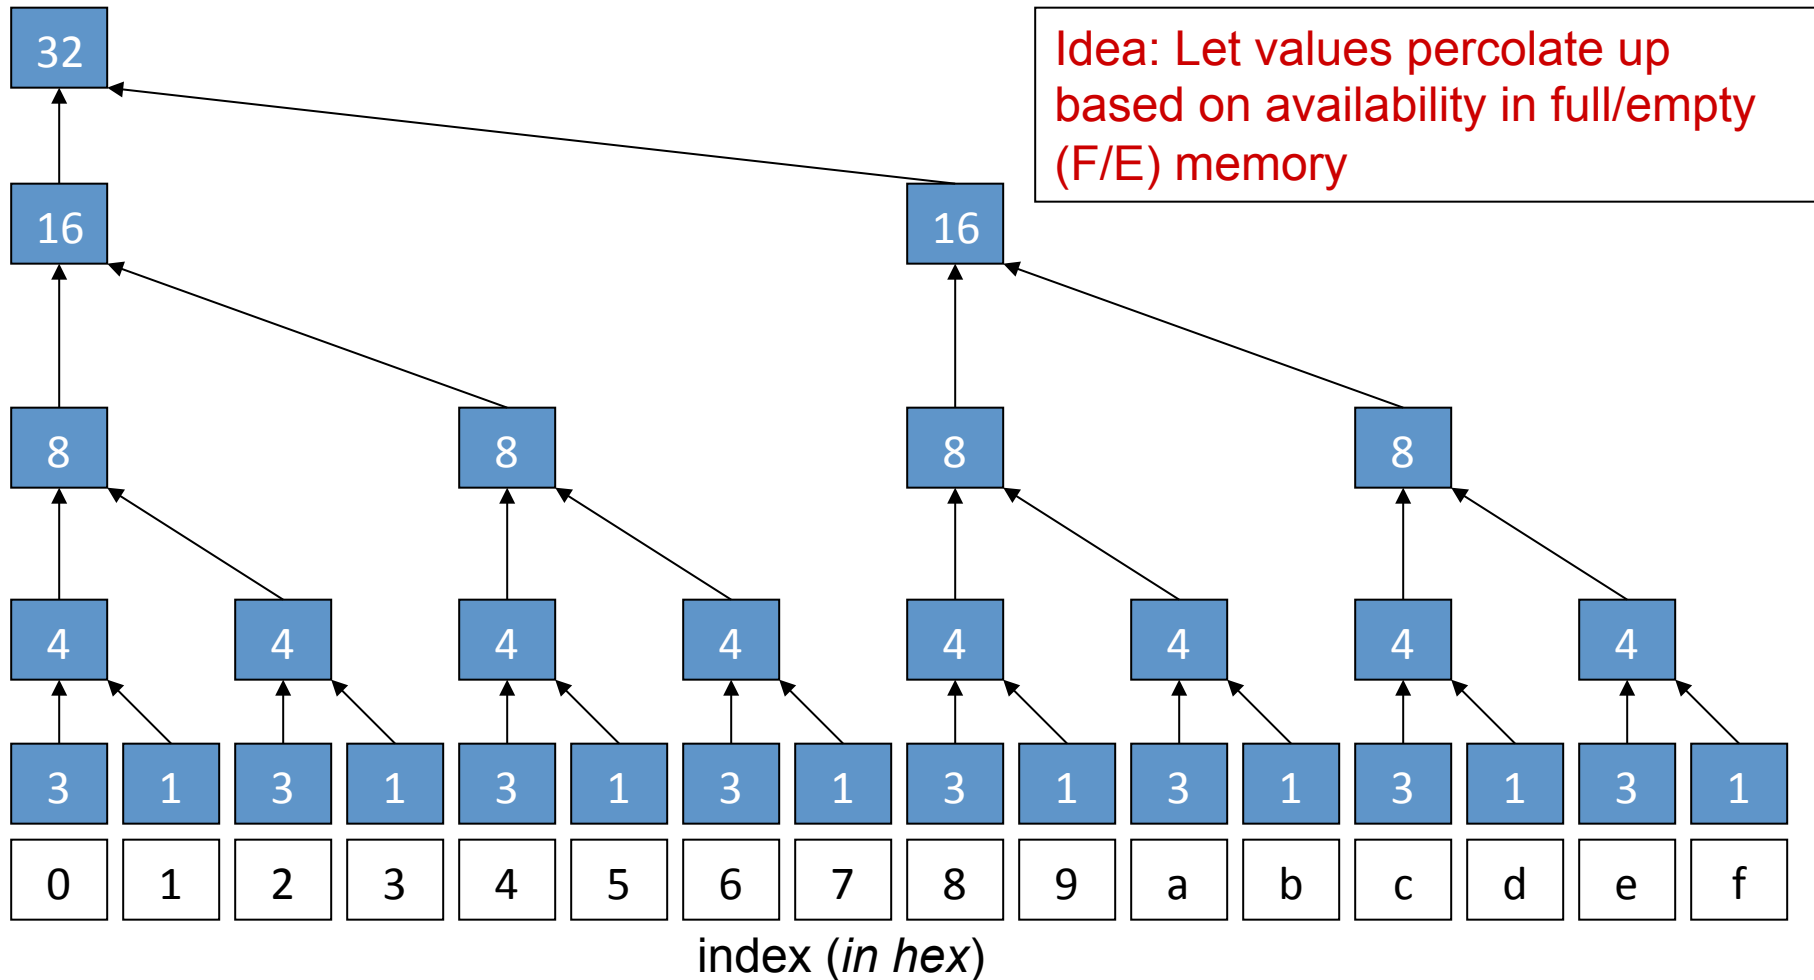 32
Idea: Let values percolate up
based on availability in full/empty
(F/E) memory
16 16
8 8 8 8
4 4 4 4 4 4 4 4
3 1 3 1 3 1 3 1 3 1 3 1 3 1 3 1
0 1 2 3 4 5 6 7 8 9 a b c d e f
index (in hex)